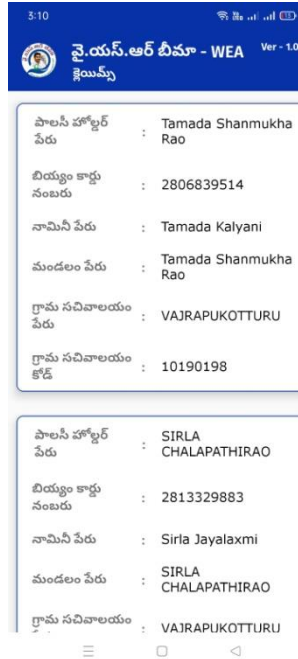 3:10
వై.యస్.ఆర్ బీమా - WEA Ver - 1.0
క్లెయిమ్స్
పాలసీ హోల్డర్ పేరు : Tamada Shanmukha Rao
బియ్యం కార్డు నంబరు : 2806839514
నామినీ పేరు : Tamada Kalyani
మండలం పేరు : Tamada Shanmukha Rao
గ్రామ సచివాలయం పేరు : VAJRAPUKOTTURU
గ్రామ సచివాలయం కోడ్ : 10190198
పాలసీ హోల్డర్ పేరు : SIRLA CHALAPATHIRAO
బియ్యం కార్డు నంబరు : 2813329883
నామినీ పేరు : Sirla Jayalaxmi
మండలం పేరు : SIRLA CHALAPATHIRAO
గ్రామ సచివాలయం : VAJRAPUKOTTURU